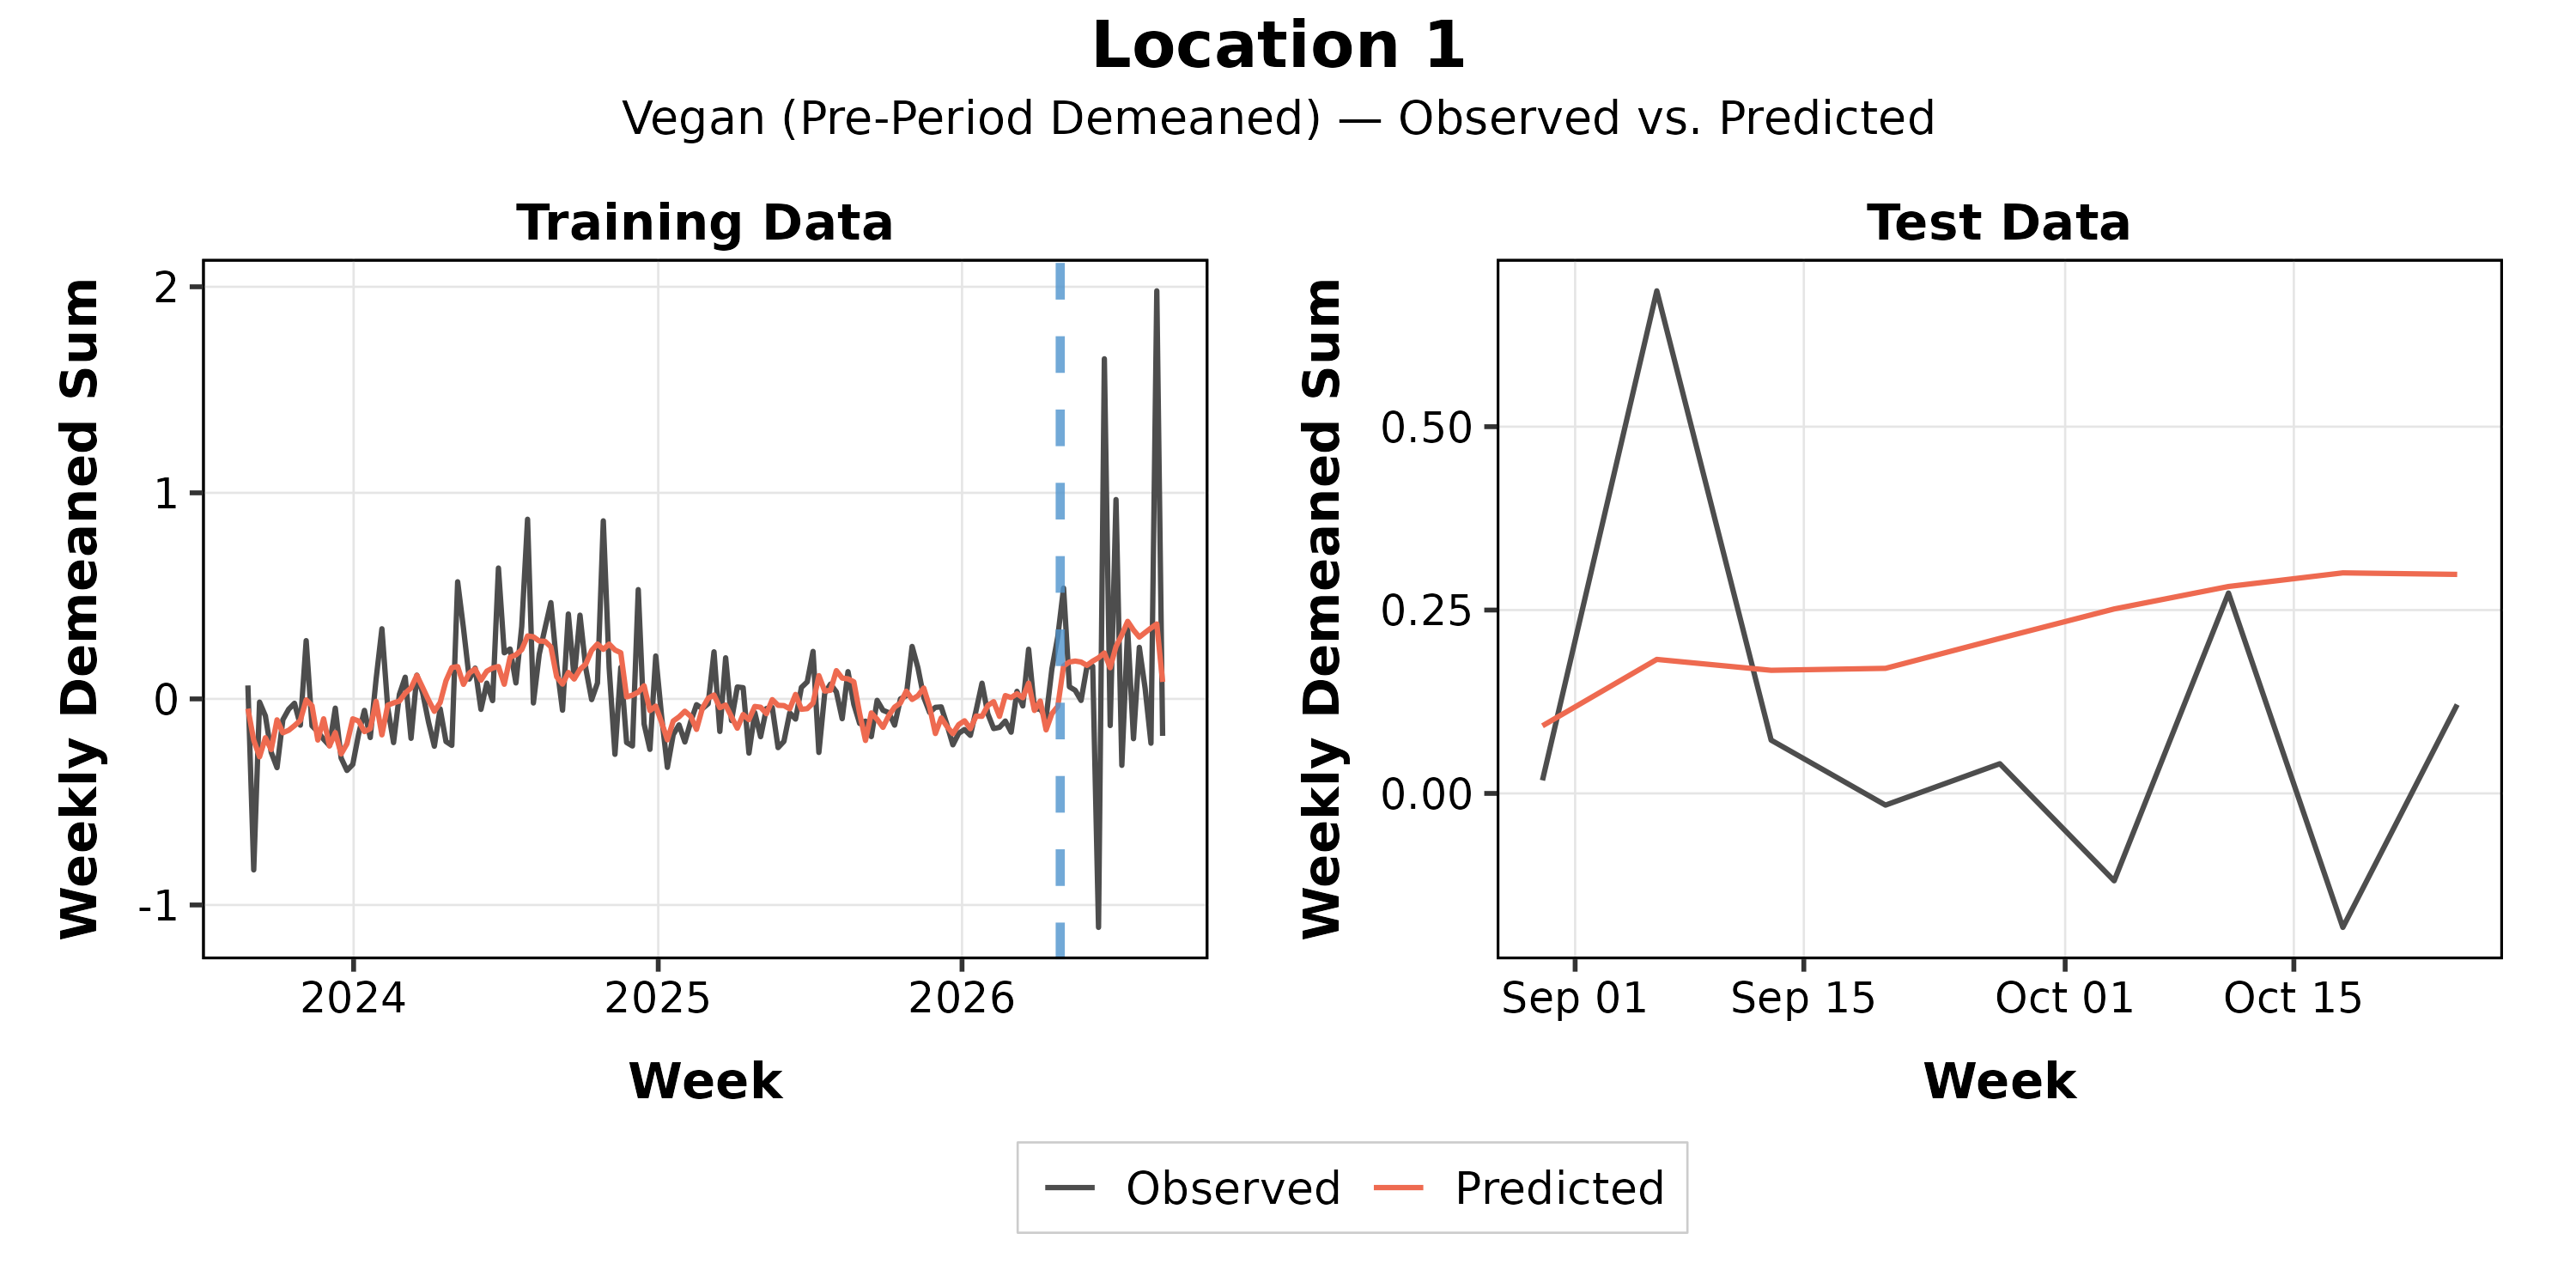 Location 1
Vegan (Pre-Period Demeaned) — Observed vs. Predicted
Training Data
Weekly Demeaned Sum
2
1
0
-1
2024 2025 2026
Week
Test Data
Weekly Demeaned Sum
0.50
0.25
0.00
Sep 01 Sep 15 Oct 01 Oct 15
Week
Observed Predicted